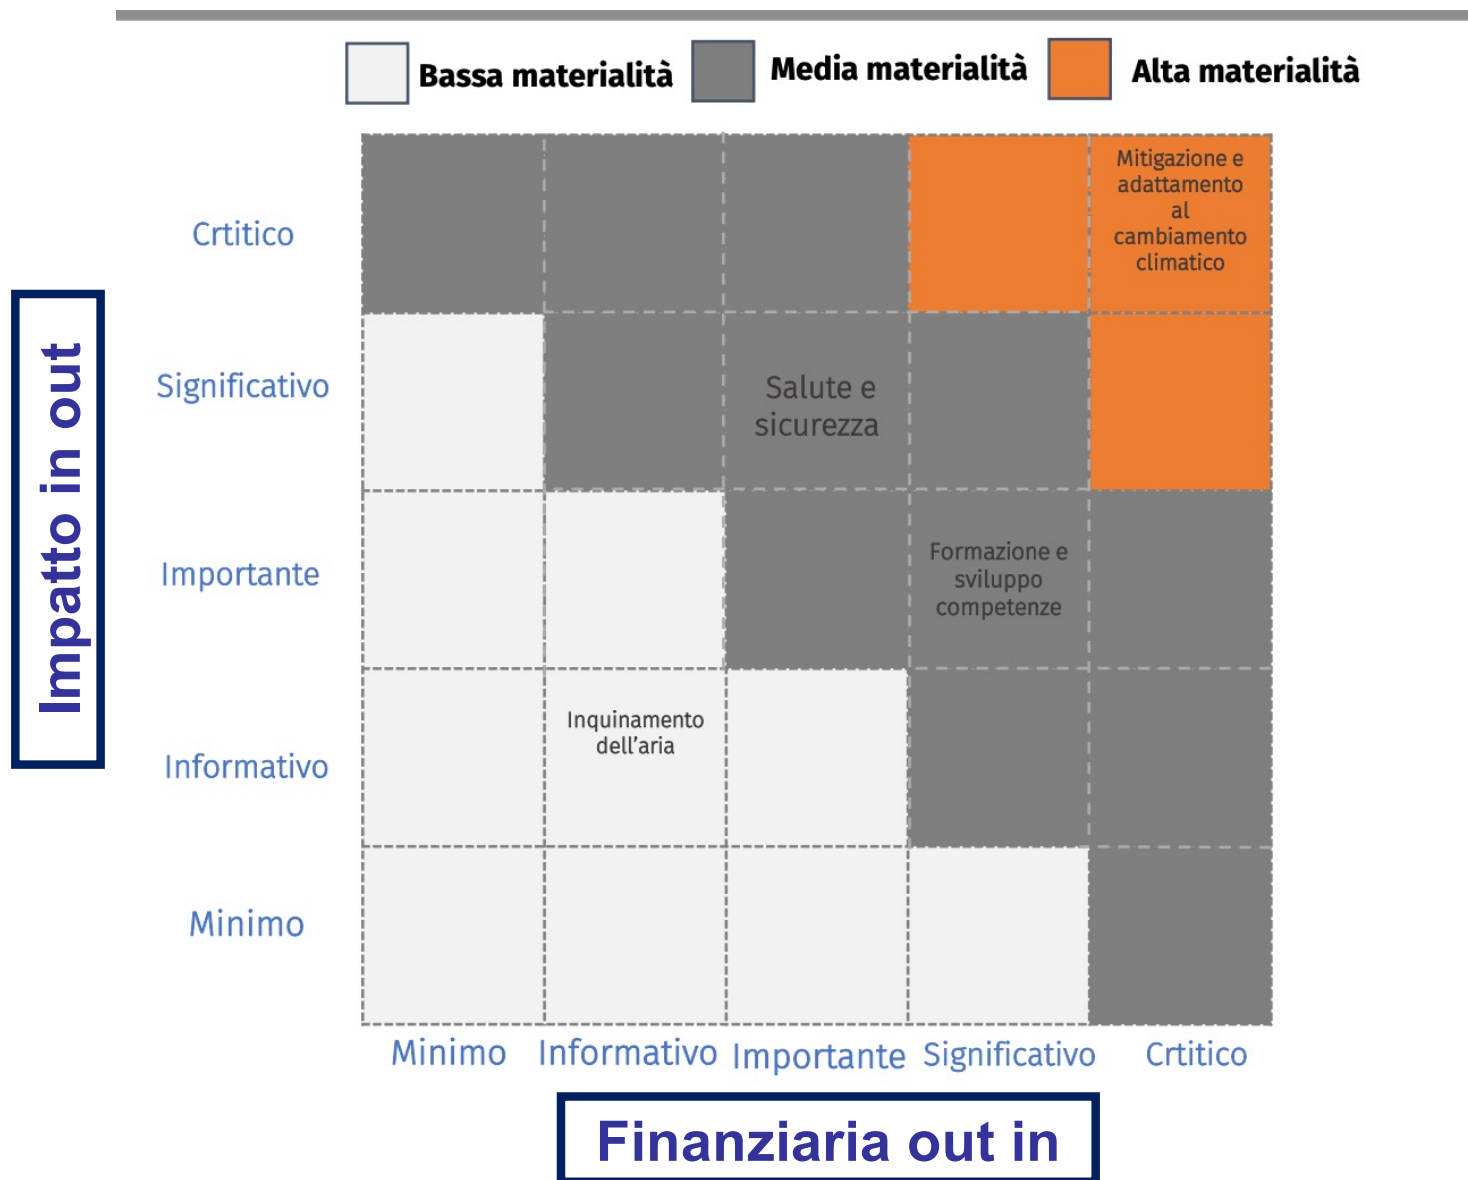 Bassa materialità
Media materialità
Alta materialità
Crtitico
Mitigazione e
adattamento
al
cambiamento
climatico
Impatto in out
Significativo
Salute e
sicurezza
Importante
Formazione e
sviluppo
competenze
Informativo
Inquinamento
dell’aria
Minimo
Minimo
Informativo
Importante
Significativo
Crtitico
Finanziaria out in